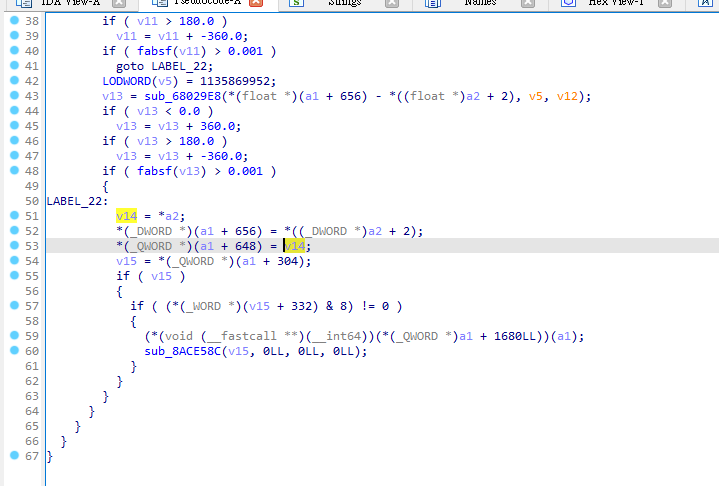 IDA View-A Pseudocode-A Strings Names Hex View-1
38 if ( v11 > 180.0 )
39 v11 = v11 + -360.0;
40 if ( fabsf(v11) > 0.001 )
41 goto LABEL_22;
42 LODWORD(v5) = 1135869952;
43 v13 = sub_68029E8(*(float *)(a1 + 656) - *((float *)a2 + 2), v5, v12);
44 if ( v13 < 0.0 )
45 v13 = v13 + 360.0;
46 if ( v13 > 180.0 )
47 v13 = v13 + -360.0;
48 if ( fabsf(v13) > 0.001 )
49 {
50 LABEL_22:
51 v14 = *a2;
52 *(_DWORD *)(a1 + 656) = *((_DWORD *)a2 + 2);
53 *(_QWORD *)(a1 + 648) = v14;
54 v15 = *(_QWORD *)(a1 + 304);
55 if ( v15 )
56 {
57 if ( (*(_WORD *)(v15 + 332) & 8) != 0 )
58 {
59 (*(void (__fastcall **)(__int64))(*(_QWORD *)a1 + 1680LL))(a1);
60 sub_8ACE58C(v15, 0LL, 0LL, 0LL);
61 }
62 }
63 }
64 }
65 }
66 }
67 }